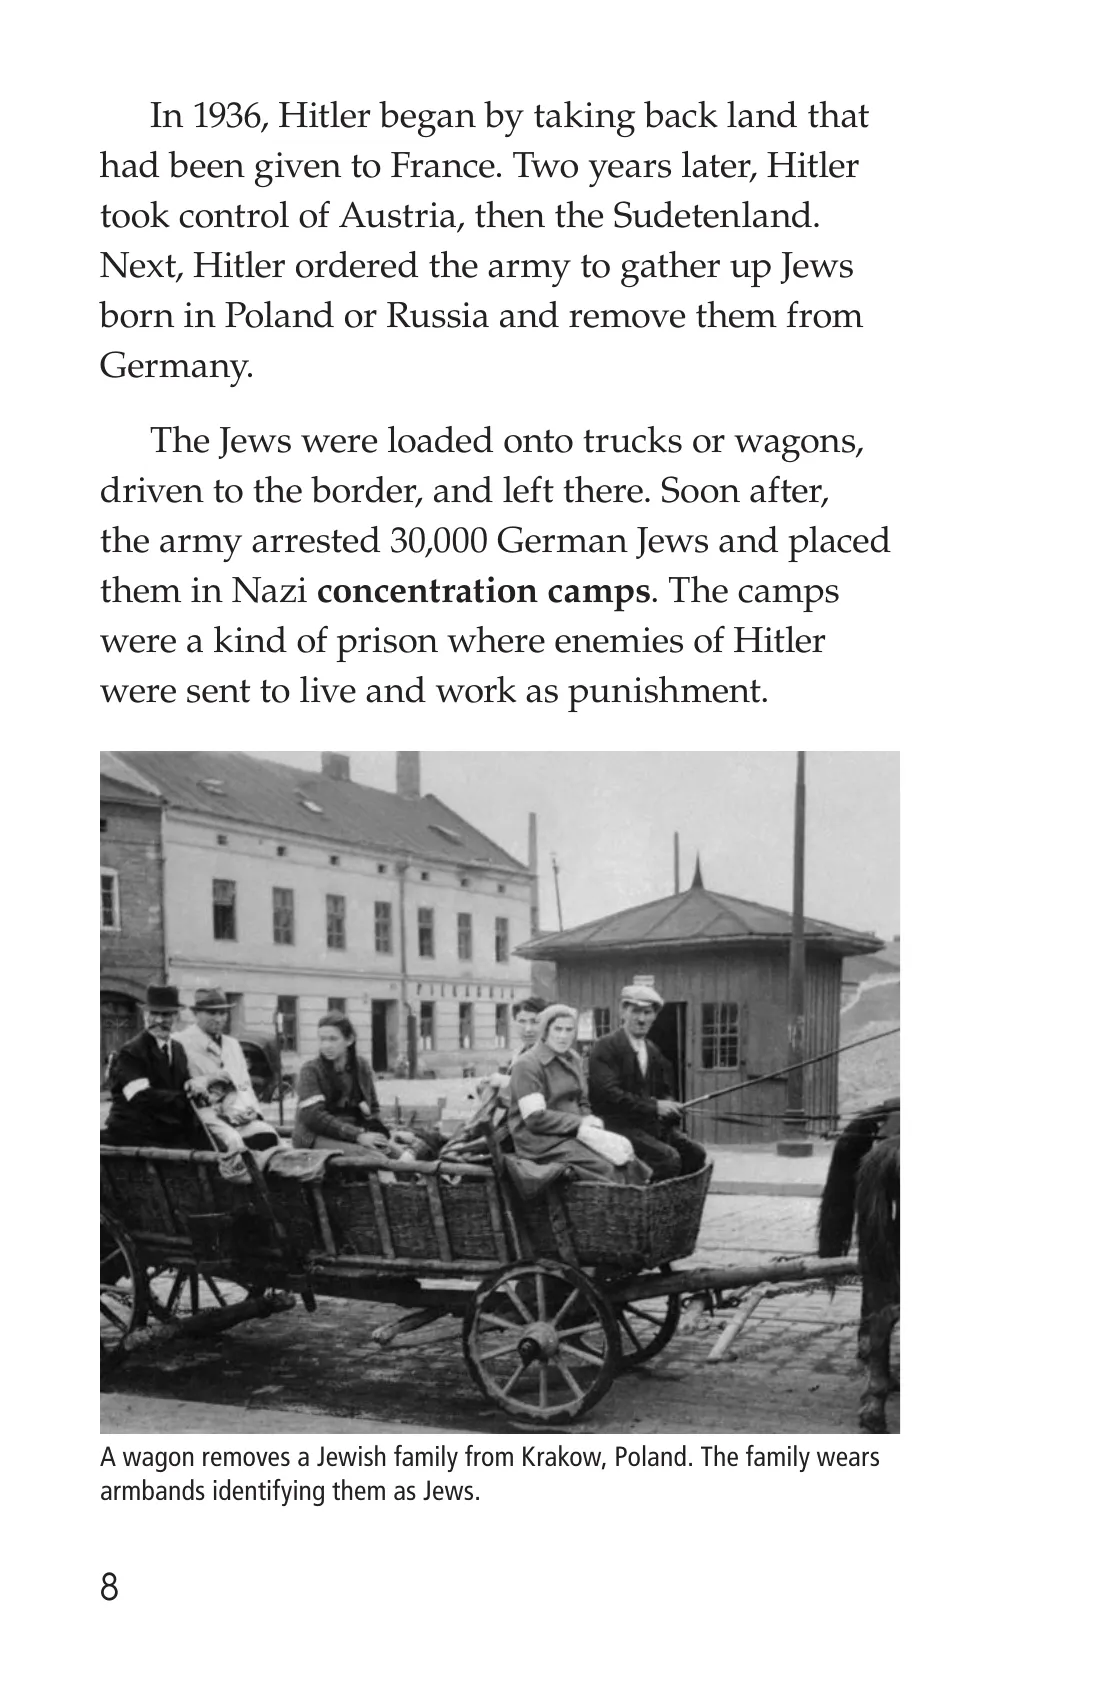 In 1936, Hitler began by taking back land that
had been given to France. Two years later, Hitler
took control of Austria, then the Sudetenland.
Next, Hitler ordered the army to gather up Jews
born in Poland or Russia and remove them from
Germany.
The Jews were loaded onto trucks or wagons,
driven to the border, and left there. Soon after,
the army arrested 30,000 German Jews and placed
them in Nazi concentration camps. The camps
were a kind of prison where enemies of Hitler
were sent to live and work as punishment.
A wagon removes a Jewish family from Krakow, Poland. The family wears
armbands identifying them as Jews.
8